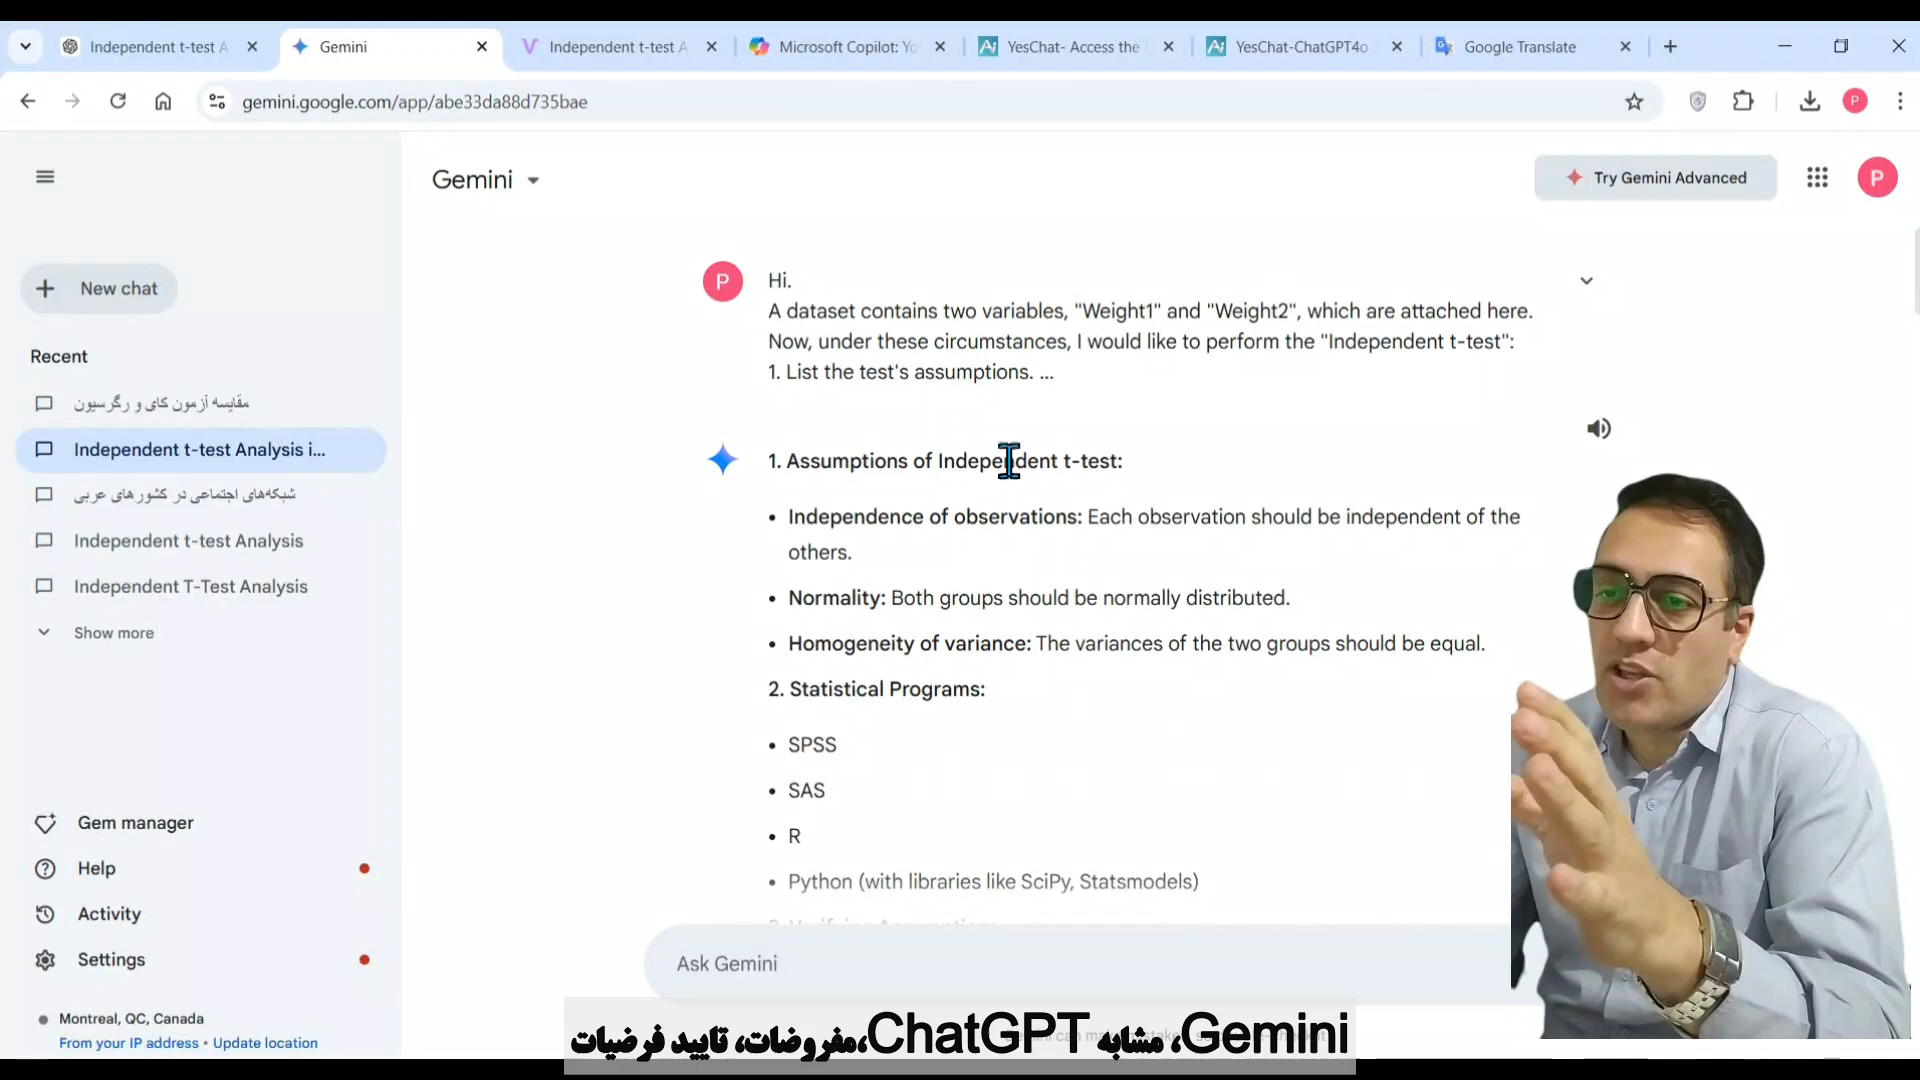 Independent t-test A
Gemini
Independent t-test A
Microsoft Copilot: Yo
YesChat- Access the
YesChat-ChatGPT4o
Google Translate
gemini.google.com/app/abe33da88d735bae
P
Gemini
Try Gemini Advanced
P
New chat
Recent
مقایسه آزمون کای و رگرسیون
Independent t-test Analysis i...
شبکه‌های اجتماعی در کشورهای عربی
Independent t-test Analysis
Independent T-Test Analysis
Show more
Gem manager
Help
Activity
Settings
Montreal, QC, Canada
From your IP address • Update location
P
Hi.
A dataset contains two variables, "Weight1" and "Weight2", which are attached here.
Now, under these circumstances, I would like to perform the "Independent t-test":
1. List the test's assumptions. ...
1. Assumptions of Independent t-test:
• Independence of observations: Each observation should be independent of the
others.
• Normality: Both groups should be normally distributed.
• Homogeneity of variance: The variances of the two groups should be equal.
2. Statistical Programs:
• SPSS
• SAS
• R
• Python (with libraries like SciPy, Statsmodels)
Ask Gemini
Gemini، مشابه ChatGPT،مفروضات، تایید فرضیات